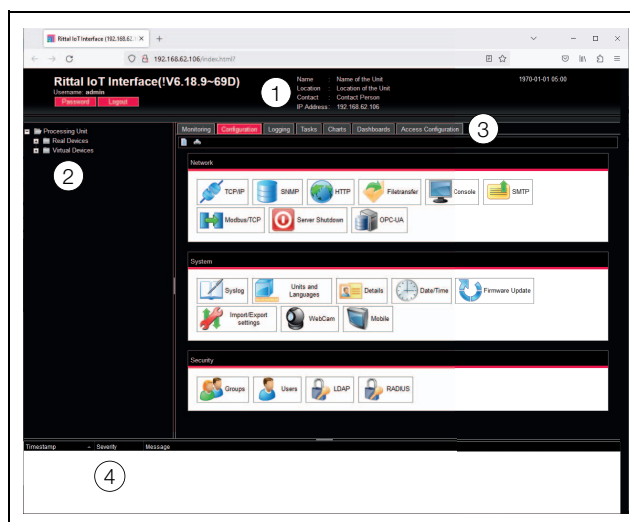 Rittal IoT Interface (192.168.62.1
192.168.62.106/index.html?
Rittal IoT Interface(!V6.18.9~69D)
Username admin
Password Logout
1
Name : Name of the Unit
Location : Location of the Unit
Contact : Contact Person
IP Address : 192.168.62.106
1970-01-01 05:00
Processing Unit
Real Devices
Virtual Devices
2
Monitoring Configuration Logging Tasks Charts Dashboards Access Configuration
3
Network
TCP/IP SNMP HTTP Filetransfer Console SMTP
Modbus/TCP Server Shutdown OPC-UA
System
Syslog Units and Languages Details Date/Time Firmware Update
Import/Export settings WebCam Mobile
Security
Groups Users LDAP RADIUS
Timestamp Severity Message
4